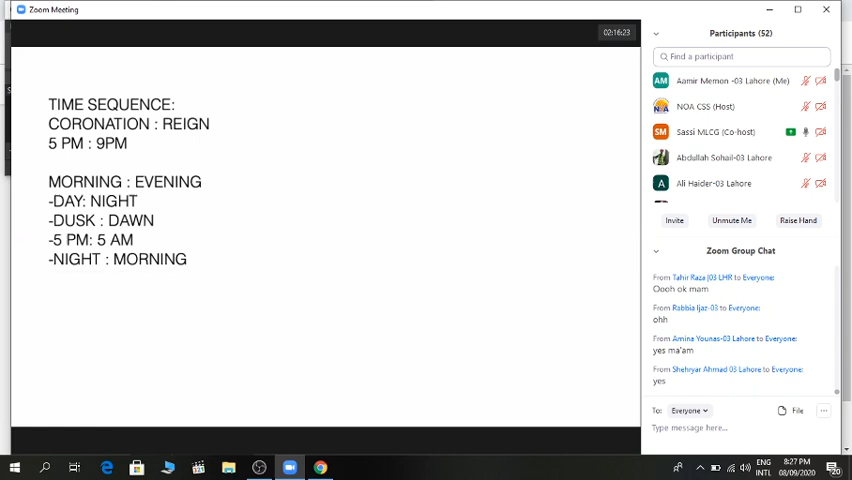 Zoom Meeting
02:16:23
TIME SEQUENCE:
CORONATION : REIGN
5 PM : 9PM
MORNING : EVENING
-DAY: NIGHT
-DUSK : DAWN
-5 PM: 5 AM
-NIGHT : MORNING
Participants (52)
Find a participant
AM Aamir Memon -03 Lahore (Me)
NOA CSS (Host)
SM Sassi MLCG (Co-host)
Abdullah Sohail-03 Lahore
A Ali Haider-03 Lahore
Invite Unmute Me Raise Hand
Zoom Group Chat
From Tahir Raza |03 LHR to Everyone:
Oooh ok mam
From Rabbia Ijaz-03 to Everyone:
ohh
From Amina Younas-03 Lahore to Everyone:
yes ma'am
From Shehryar Ahmad 03 Lahore to Everyone:
yes
To: Everyone File
Type message here...
ENG 8:27 PM
INTL 08/09/2020 20